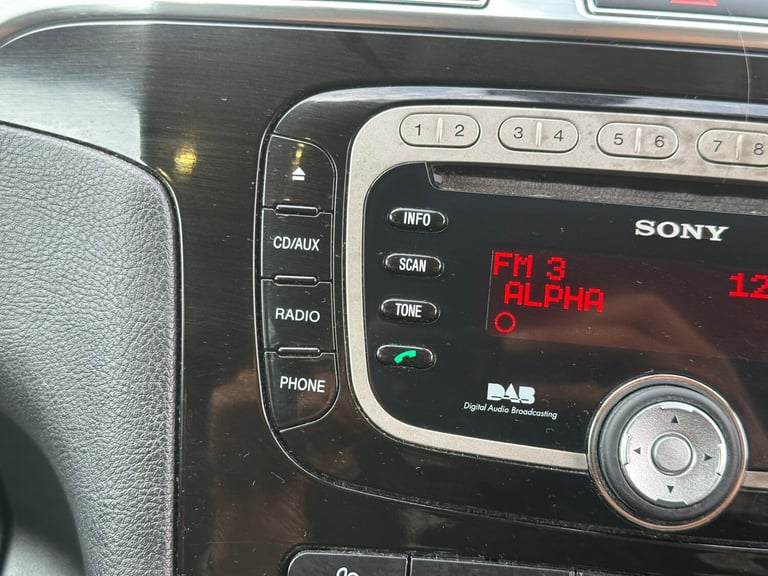 1 2 3 4 5 6 7 8
INFO
SONY
CD/AUX
SCAN
FM 3
12
RADIO
TONE
ALPHA
PHONE
DAB
Digital Audio Broadcasting